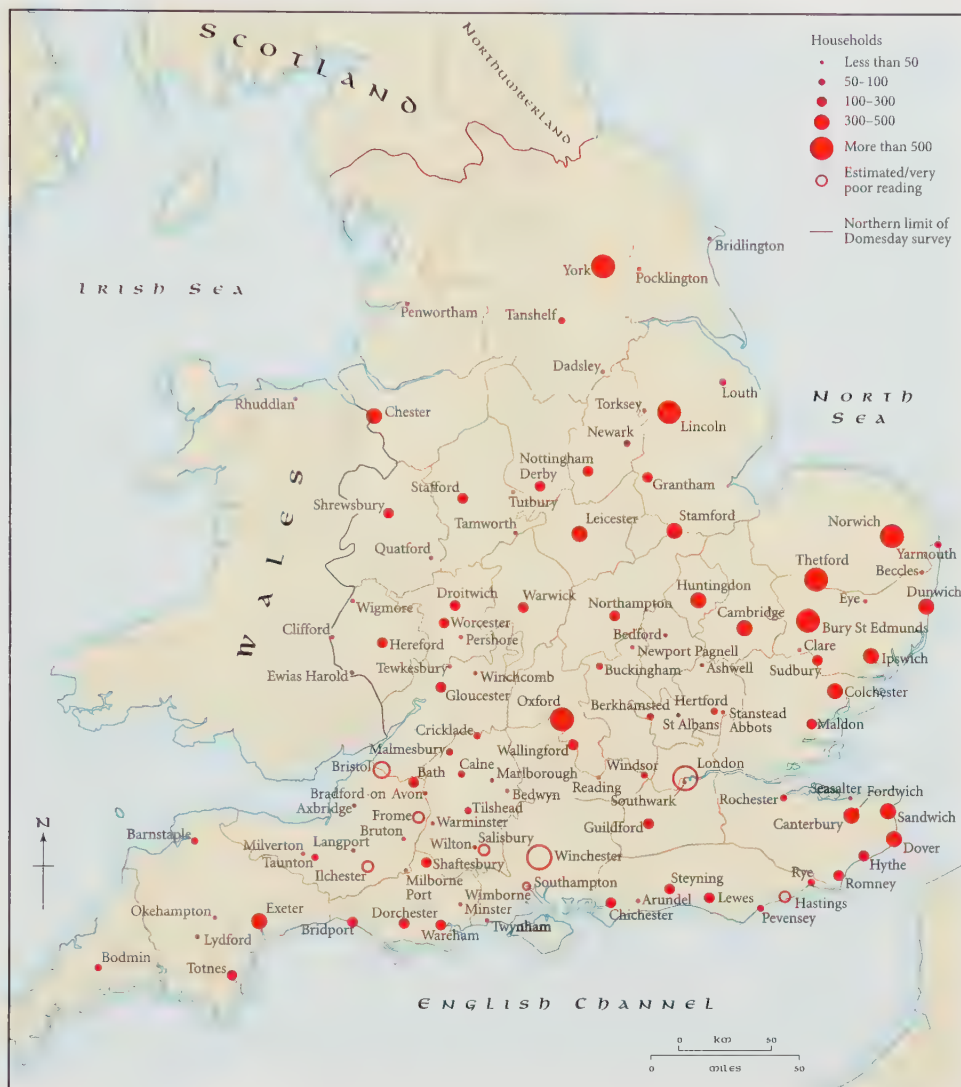 SCOTLAND
NORTHUMBERLAND
Households
Less than 50
50–100
100–300
300–500
More than 500
Estimated/very
poor reading
Northern limit of
Domesday survey
Bridlington
York
Pocklington
IRISH SEA
Penwortham
Tanshelf
Dadsley
Louth
NORTH
SEA
Rhuddlan
Chester
Torksey
Lincoln
Newark
WALES
Nottingham
Derby
Grantham
Stafford
Tutbury
Shrewsbury
Tamworth
Leicester
Stamford
Norwich
Yarmouth
Quatford
Thetford
Beccles
Huntingdon
Eye
Dunwich
Wigmore
Droitwich
Warwick
Northampton
Cambridge
Worcester
Bury St Edmunds
Clifford
Hereford
Pershore
Bedford
Newport Pagnell
Clare
Ipswich
Ewias Harold
Tewkesbury
Winchcomb
Buckingham
Ashwell
Sudbury
Gloucester
Colchester
Oxford
Berkhamsted
Hertford
St Albans
Stanstead
Abbots
Maldon
Cricklade
Malmesbury
Wallingford
Bristol
Calne
Marlborough
Windsor
London
Bath
Bradford on Avon
Bedwyn
Reading
Southwark
Rochester
Seasalter
Fordwich
Axbridge
Frome
Tilshead
Canterbury
Sandwich
Barnstaple
Bruton
Warminster
Guildford
Dover
Milverton
Langport
Wilton
Salisbury
Winchester
Hythe
Taunton
Ilchester
Shaftesbury
Rye
Romney
Milborne
Port
Wimborne
Minster
Southampton
Steyning
Arundel
Lewes
Hastings
Okehampton
Exeter
Bridport
Dorchester
Chichester
Pevensey
Lydford
Wareham
Twynham
Bodmin
Totnes
N
ENGLISH CHANNEL
0 KM 50
0 MILES 50